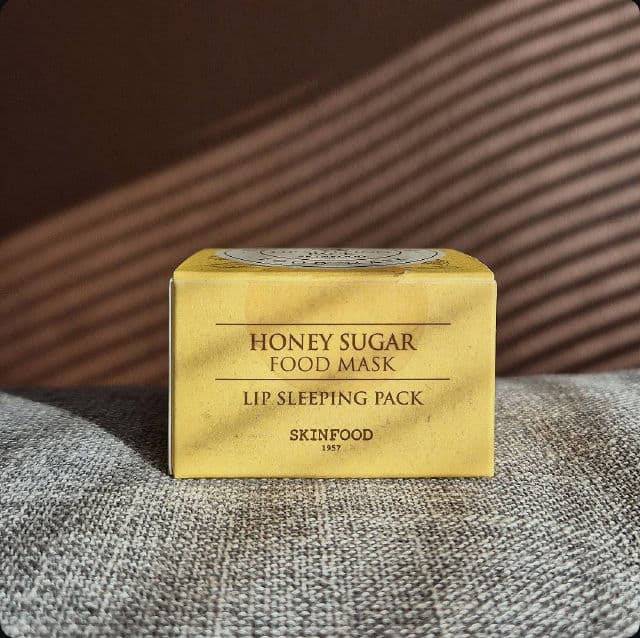 HONEY SUGAR
FOOD MASK
LIP SLEEPING PACK
SKINFOOD
1957